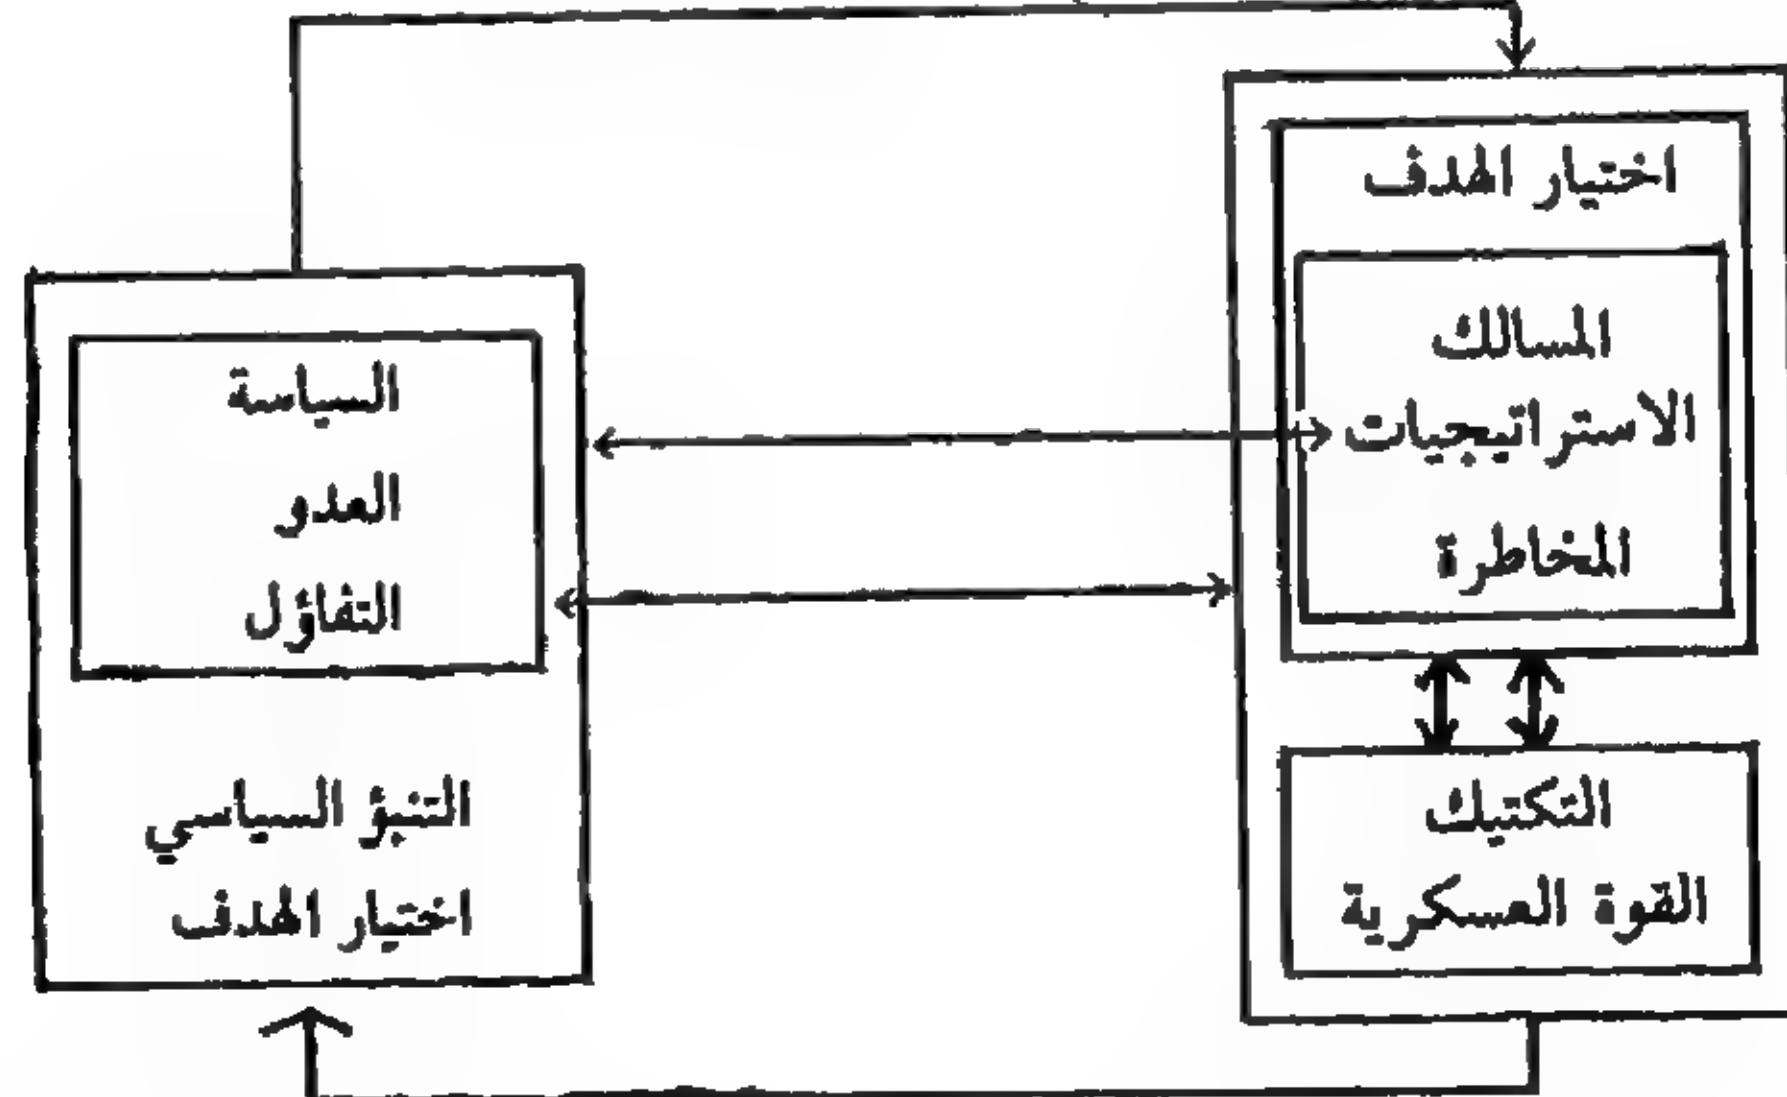 اختيار الهدف
المسالك
الاستراتيجيات
المخاطرة
التكتيك
القوة العسكرية
السياسة
العدو
التفاؤل
التنبؤ السياسي
اختيار الهدف